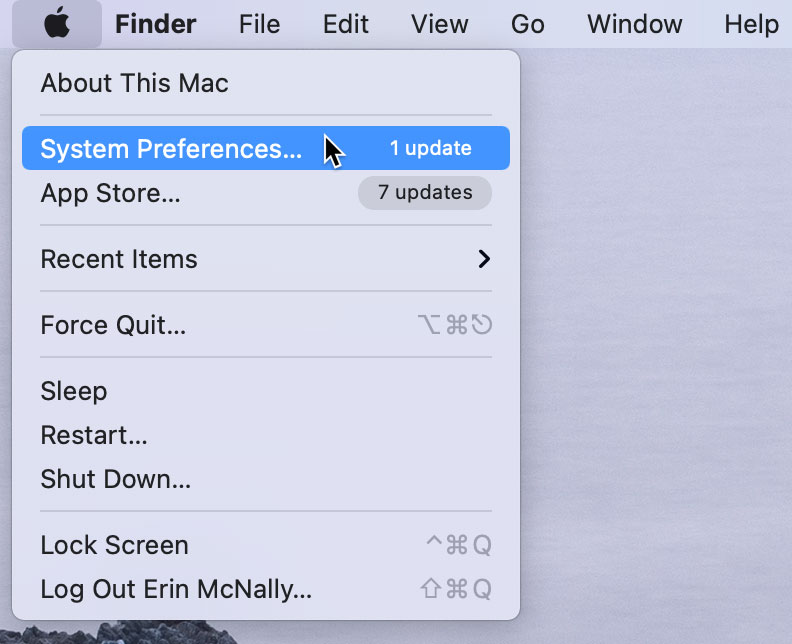 Finder File Edit View Go Window Help
About This Mac
System Preferences... 1 update
App Store... 7 updates
Recent Items
Force Quit... ⌥⌘⎋
Sleep
Restart...
Shut Down...
Lock Screen ^⌘Q
Log Out Erin McNally... ⇧⌘Q